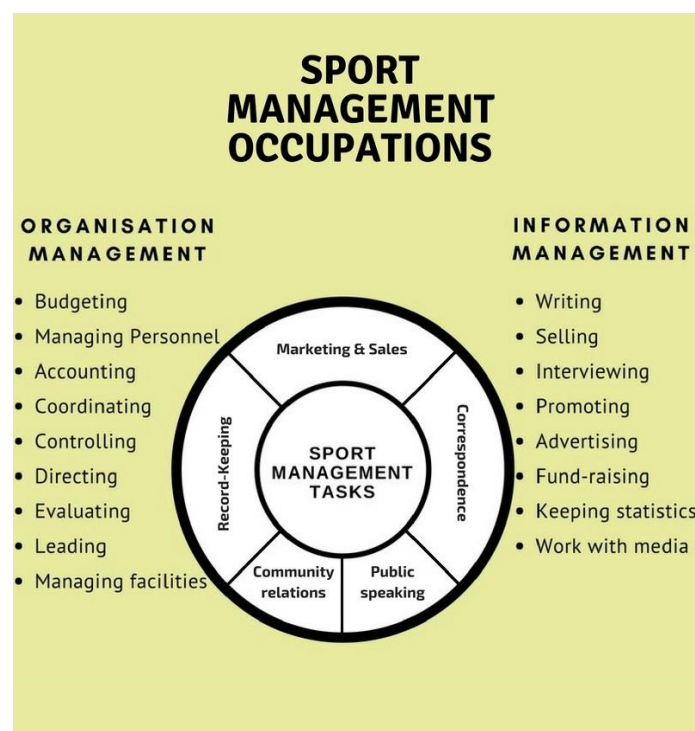 SPORT
MANAGEMENT
OCCUPATIONS
ORGANISATION
MANAGEMENT
• Budgeting
• Managing Personnel
• Accounting
• Coordinating
• Controlling
• Directing
• Evaluating
• Leading
• Managing facilities
Marketing & Sales
Record-Keeping
SPORT
MANAGEMENT
TASKS
Correspondence
Community
relations
Public
speaking
INFORMATION
MANAGEMENT
• Writing
• Selling
• Interviewing
• Promoting
• Advertising
• Fund-raising
• Keeping statistics
• Work with media